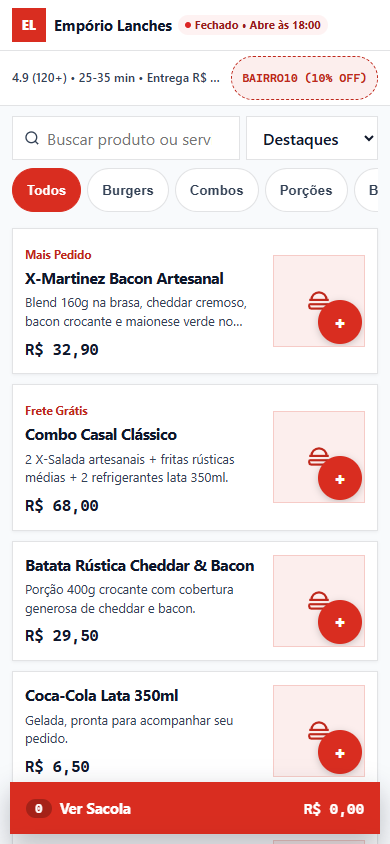 EL Empório Lanches • Fechado • Abre às 18:00
4.9 (120+) • 25-35 min • Entrega R$ ... BAIRRO10 (10% OFF)
Buscar produto ou serv Destaques
Todos Burgers Combos Porções B
Mais Pedido
X-Martinez Bacon Artesanal
Blend 160g na brasa, cheddar cremoso,
bacon crocante e maionese verde no...
R$ 32,90
+
Frete Grátis
Combo Casal Clássico
2 X-Salada artesanais + fritas rústicas
médias + 2 refrigerantes lata 350ml.
R$ 68,00
+
Batata Rústica Cheddar & Bacon
Porção 400g crocante com cobertura
generosa de cheddar e bacon.
R$ 29,50
+
Coca-Cola Lata 350ml
Gelada, pronta para acompanhar seu
pedido.
R$ 6,50
+
0 Ver Sacola R$ 0,00